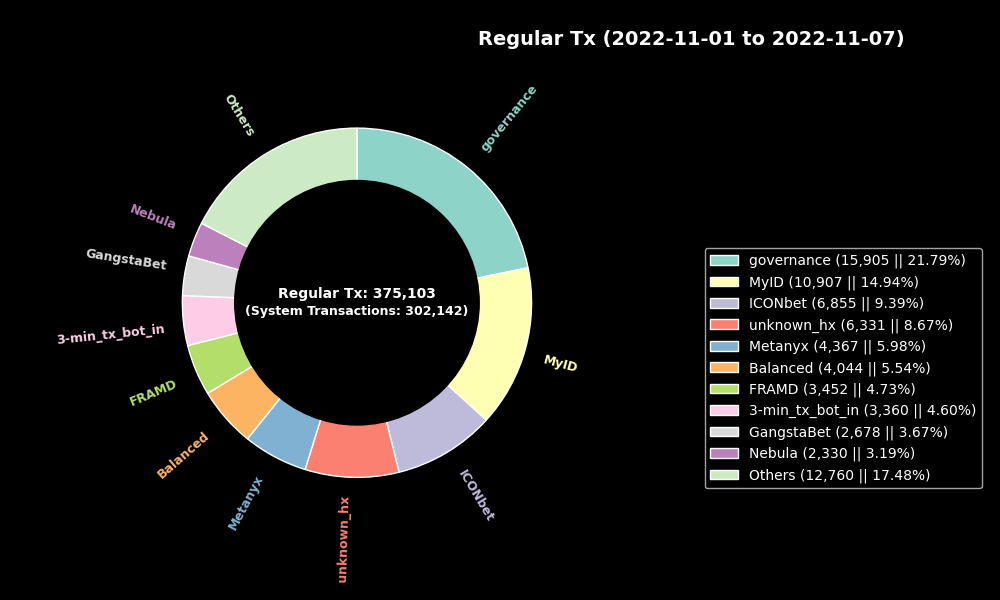 Regular Tx (2022-11-01 to 2022-11-07)
governance
Others
Nebula
GangstaBet
3-min_tx_bot_in
FRAMD
Balanced
Metanyx
unknown_hx
ICONbet
MyID
Regular Tx: 375,103
(System Transactions: 302,142)
governance (15,905 || 21.79%)
MyID (10,907 || 14.94%)
ICONbet (6,855 || 9.39%)
unknown_hx (6,331 || 8.67%)
Metanyx (4,367 || 5.98%)
Balanced (4,044 || 5.54%)
FRAMD (3,452 || 4.73%)
3-min_tx_bot_in (3,360 || 4.60%)
GangstaBet (2,678 || 3.67%)
Nebula (2,330 || 3.19%)
Others (12,760 || 17.48%)